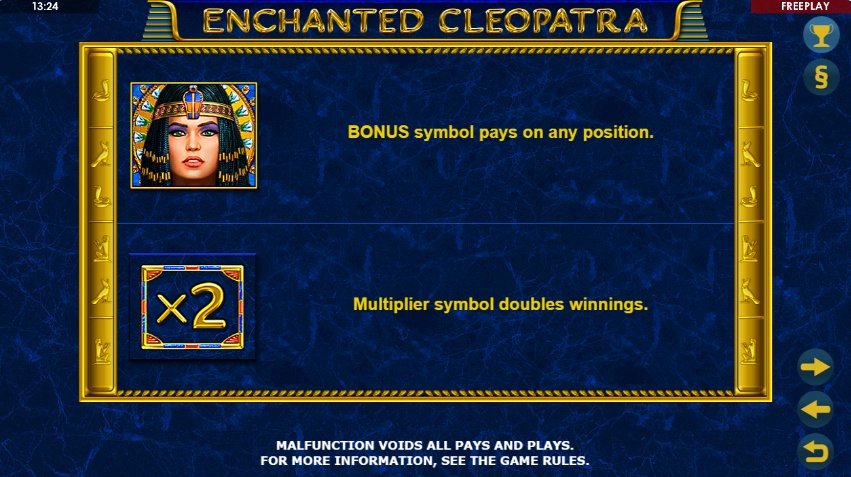 13:24
ENCHANTED CLEOPATRA
FREEPLAY
§
BONUS symbol pays on any position.
×2
Multiplier symbol doubles winnings.
MALFUNCTION VOIDS ALL PAYS AND PLAYS.
FOR MORE INFORMATION, SEE THE GAME RULES.